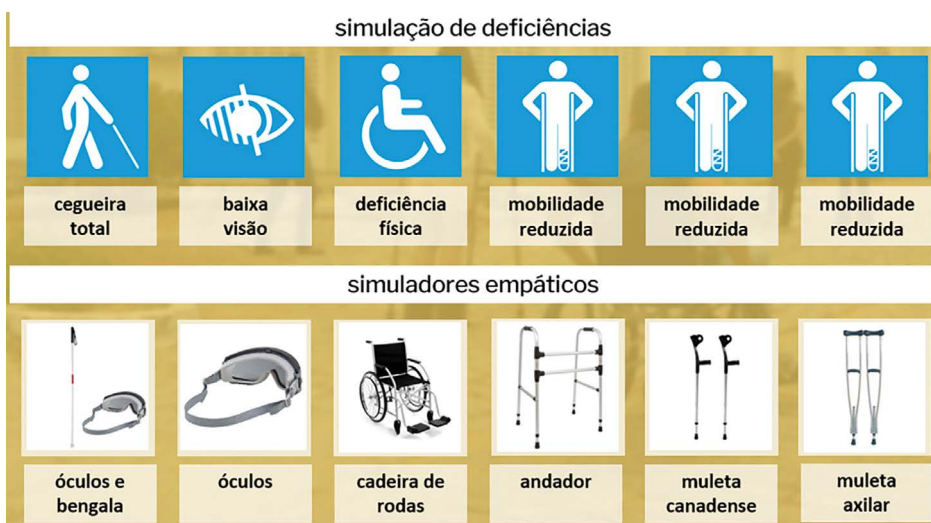 simulação de deficiências
cegueira
total
baixa
visão
deficiência
física
mobilidade
reduzida
mobilidade
reduzida
mobilidade
reduzida
simuladores empáticos
óculos e
bengala
óculos
cadeira de
rodas
andador
muleta
canadense
muleta
axilar